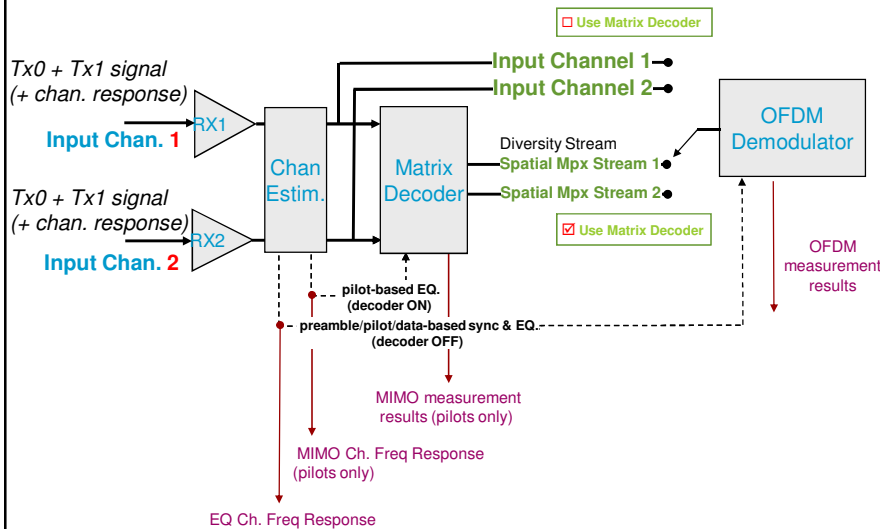 Use Matrix Decoder
Tx0 + Tx1 signal
(+ chan. response)
Input Chan. 1
RX1
Input Channel 1
Input Channel 2
OFDM
Demodulator
Chan
Estim.
Matrix
Decoder
Diversity Stream
Spatial Mpx Stream 1
Spatial Mpx Stream 2
Tx0 + Tx1 signal
(+ chan. response)
Input Chan. 2
RX2
Use Matrix Decoder
OFDM
measurement
results
pilot-based EQ.
(decoder ON)
preamble/pilot/data-based sync & EQ.
(decoder OFF)
MIMO measurement
results (pilots only)
MIMO Ch. Freq Response
(pilots only)
EQ Ch. Freq Response